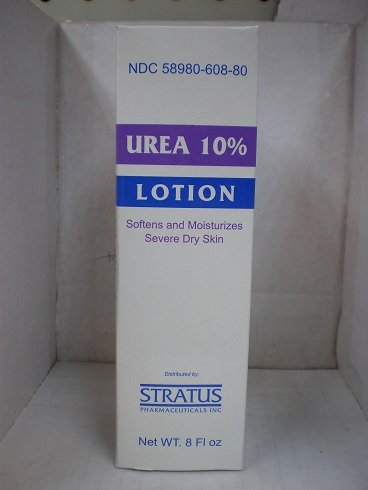 NDC 58980-608-80
UREA 10%
LOTION
Softens and Moisturizes
Severe Dry Skin
Distributed by:
STRATUS
PHARMACEUTICALS INC
Net WT. 8 Fl oz